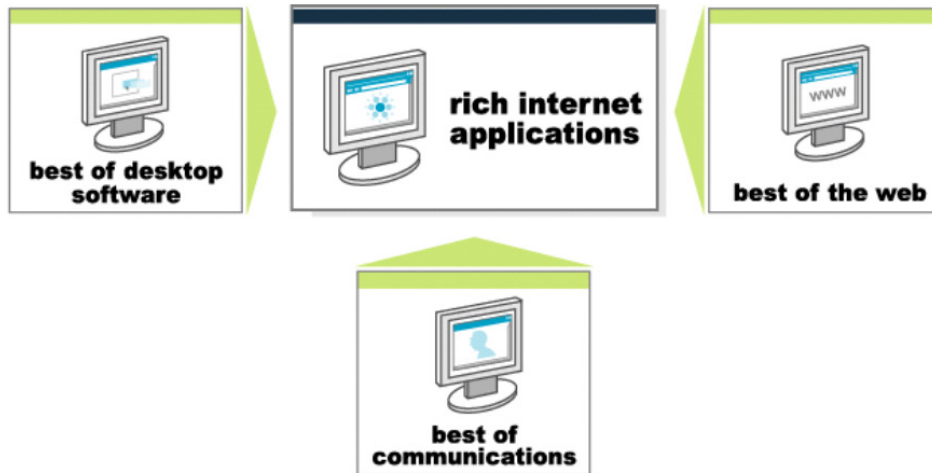 rich internet
applications
best of desktop
software
www
best of the web
best of
communications